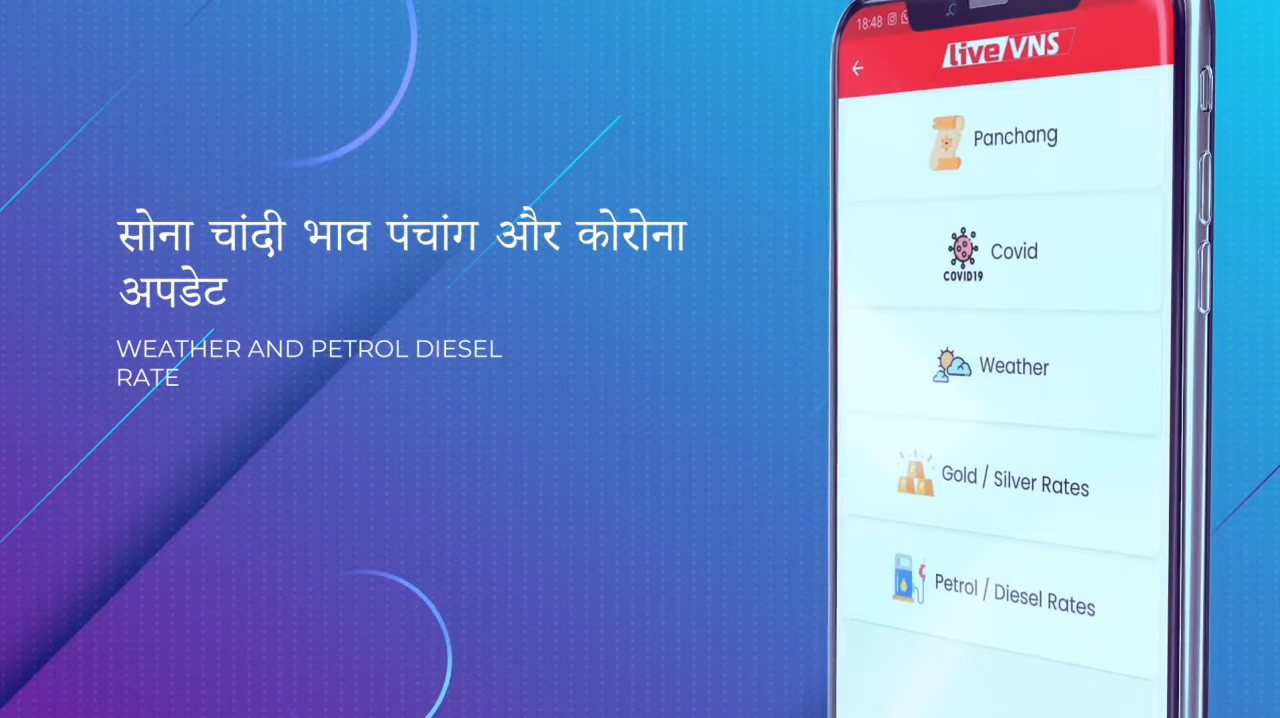 सोना चांदी भाव पंचांग और कोरोना
अपडेट
WEATHER AND PETROL DIESEL
RATE
18:48
live VNS
Panchang
COVID19
Covid
Weather
Gold / Silver Rates
Petrol / Diesel Rates